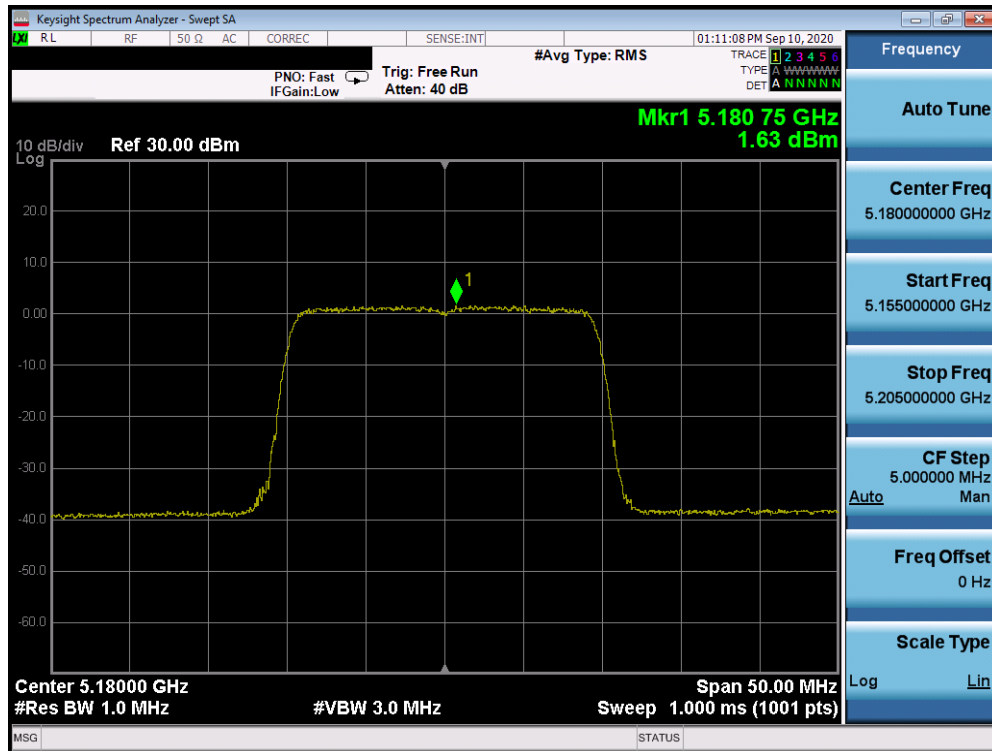 Keysight Spectrum Analyzer - Swept SA
LXI RL RF 50 Ω AC CORREC SENSE:INT 01:11:08 PM Sep 10, 2020
#Avg Type: RMS
TRACE 1 2 3 4 5 6
PNO: Fast Trig: Free Run TYPE A WWWWW
IFGain:Low Atten: 40 dB DET A N N N N N
Mkr1 5.180 75 GHz
1.63 dBm
10 dB/div Ref 30.00 dBm
Log
20.0
10.0
1
0.00
-10.0
-20.0
-30.0
-40.0
-50.0
-60.0
Center 5.18000 GHz Span 50.00 MHz
#Res BW 1.0 MHz #VBW 3.0 MHz Sweep 1.000 ms (1001 pts)
MSG STATUS
Frequency
Auto Tune
Center Freq
5.180000000 GHz
Start Freq
5.155000000 GHz
Stop Freq
5.205000000 GHz
CF Step
5.000000 MHz
Auto Man
Freq Offset
0 Hz
Scale Type
Log Lin